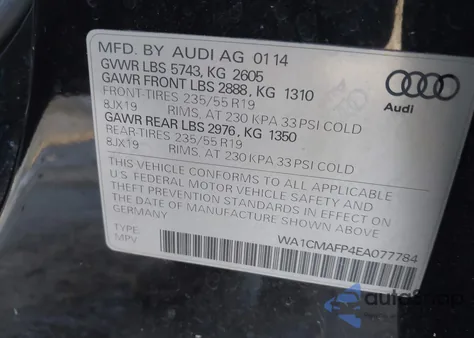 MFD. BY AUDI AG 01 14
GVWR LBS 5743, KG 2605
GAWR FRONT LBS 2888, KG 1310
FRONT-TIRES 235/55 R19
8JX19 RIMS, AT 230 KPA 33 PSI COLD
GAWR REAR LBS 2976, KG 1350
REAR-TIRES 235/55 R19
8JX19 RIMS, AT 230 KPA 33 PSI COLD
THIS VEHICLE CONFORMS TO ALL APPLICABLE
U.S. FEDERAL MOTOR VEHICLE SAFETY AND
THEFT PREVENTION STANDARDS IN EFFECT ON
THE DATE OF MANUFACTURE SHOWN ABOVE.
WA1CMAFP4EA077784
TYPE:
MPV
Audi